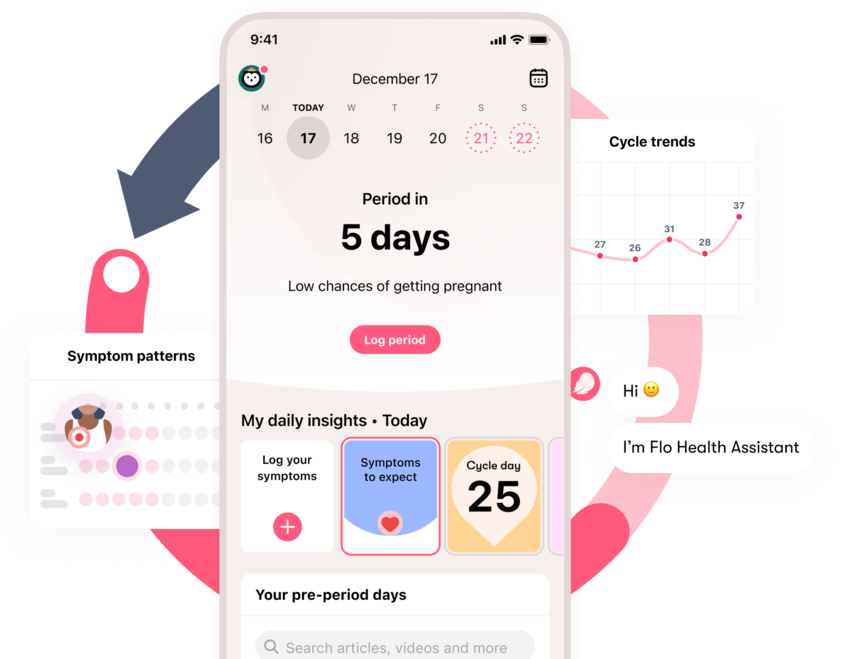 9:41
December 17
M TODAY W T F S S
16 17 18 19 20 21 22
Period in
5 days
Low chances of getting pregnant
Log period
My daily insights • Today
Log your
symptoms
Symptoms
to expect
Cycle day
25
Your pre-period days
Search articles, videos and more
Symptom patterns
Cycle trends
27 26 31 28 37
Hi 🙂
I’m Flo Health Assistant